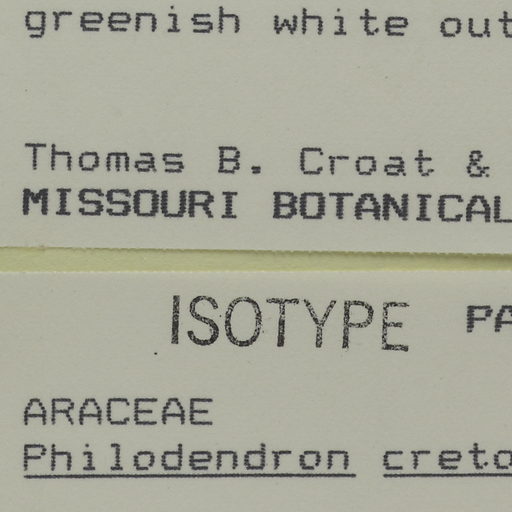 greenish white out
Thomas B. Croat &
MISSOURI BOTANICAL
ISOTYPE PA
ARACEAE
Philodendron creto